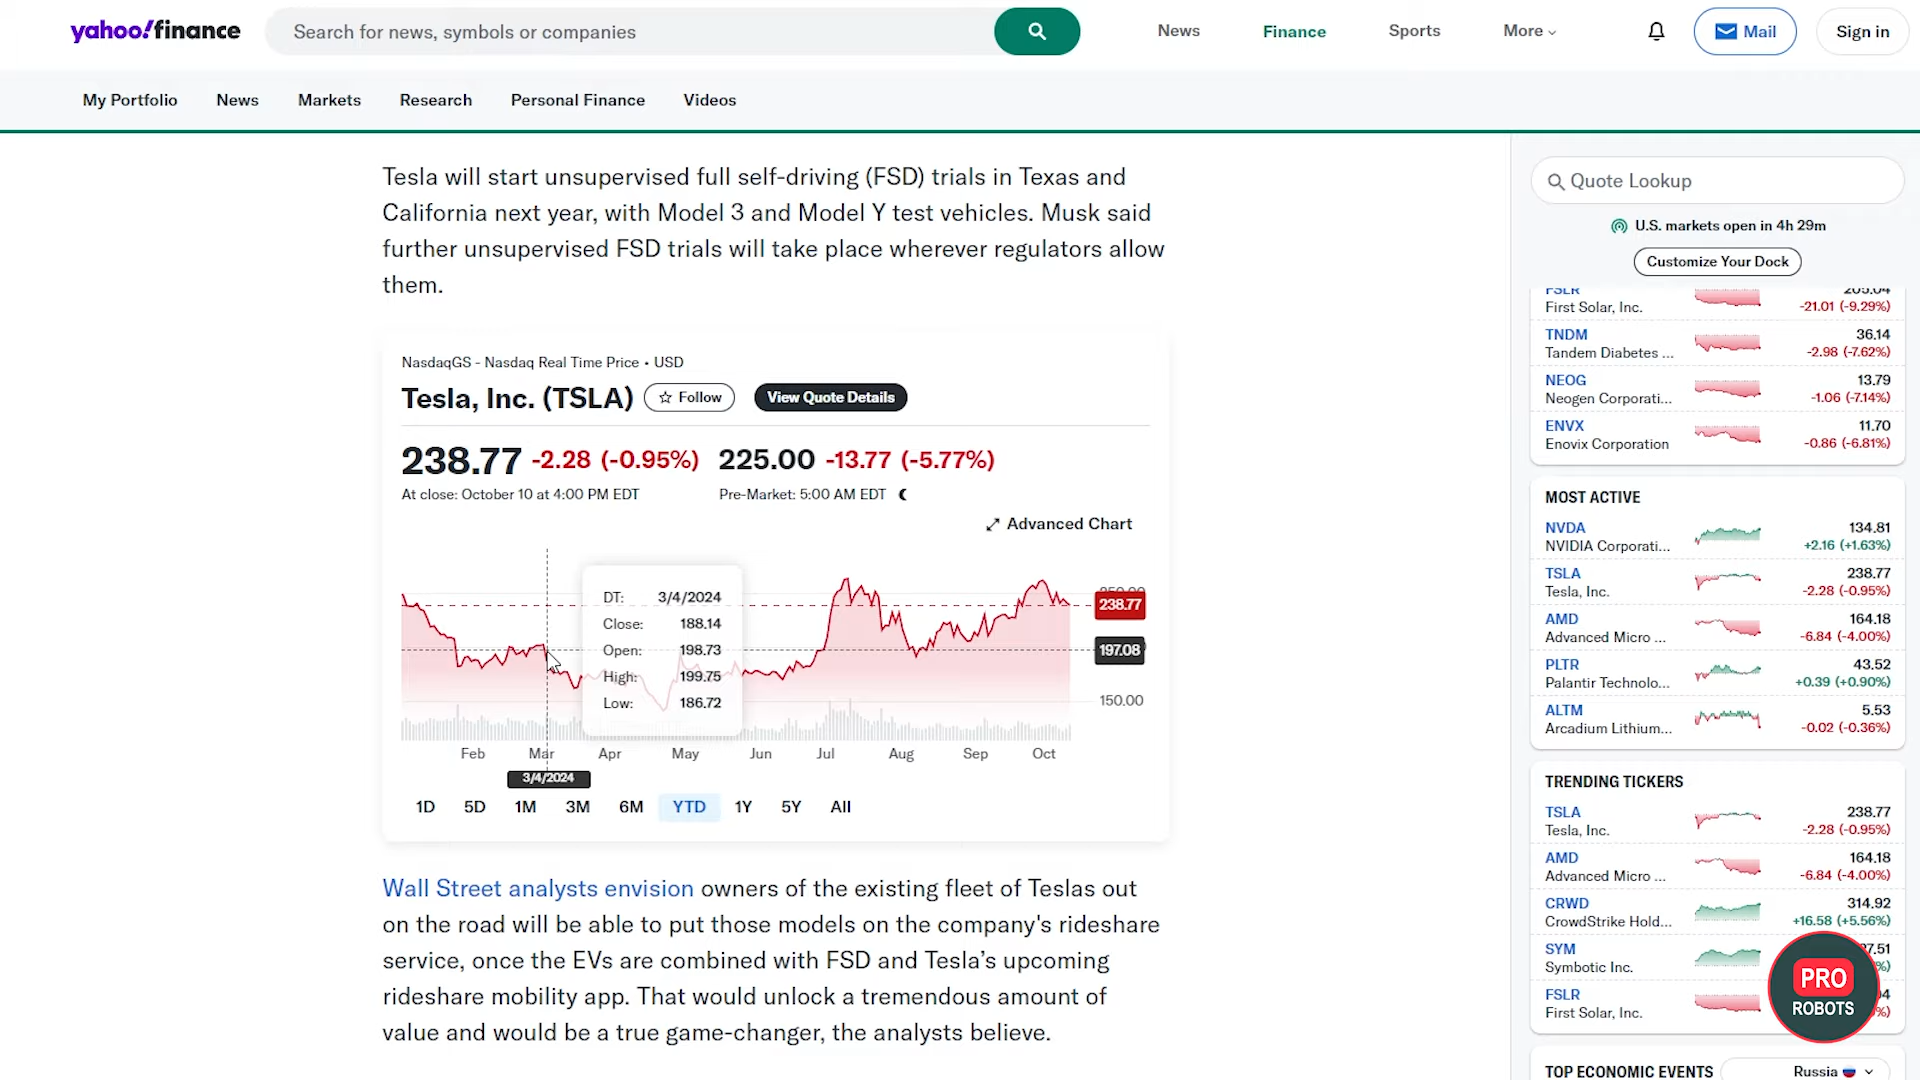 yahoo!finance
Search for news, symbols or companies
News
Finance
Sports
More
Mail
Sign in
My Portfolio
News
Markets
Research
Personal Finance
Videos
Tesla will start unsupervised full self-driving (FSD) trials in Texas and
California next year, with Model 3 and Model Y test vehicles. Musk said
further unsupervised FSD trials will take place wherever regulators allow
them.
NasdaqGS - Nasdaq Real Time Price • USD
Tesla, Inc. (TSLA)
Follow
View Quote Details
238.77 -2.28 (-0.95%) 225.00 -13.77 (-5.77%)
At close: October 10 at 4:00 PM EDT
Pre-Market: 5:00 AM EDT
Advanced Chart
DT: 3/4/2024
Close: 188.14
Open: 198.73
High: 199.75
Low: 186.72
238.77
197.08
150.00
Feb Mar Apr May Jun Jul Aug Sep Oct
3/4/2024
1D 5D 1M 3M 6M YTD 1Y 5Y All
Wall Street analysts envision owners of the existing fleet of Teslas out
on the road will be able to put those models on the company's rideshare
service, once the EVs are combined with FSD and Tesla’s upcoming
rideshare mobility app. That would unlock a tremendous amount of
value and would be a true game-changer, the analysts believe.
Quote Lookup
U.S. markets open in 4h 29m
Customize Your Dock
FSLR 205.04
First Solar, Inc. -21.01 (-9.29%)
TNDM 36.14
Tandem Diabetes ... -2.98 (-7.62%)
NEOG 13.79
Neogen Corporati... -1.06 (-7.14%)
ENVX 11.70
Enovix Corporation -0.86 (-6.81%)
MOST ACTIVE
NVDA 134.81
NVIDIA Corporati... +2.16 (+1.63%)
TSLA 238.77
Tesla, Inc. -2.28 (-0.95%)
AMD 164.18
Advanced Micro ... -6.84 (-4.00%)
PLTR 43.52
Palantir Technolo... +0.39 (+0.90%)
ALTM 5.53
Arcadium Lithium... -0.02 (-0.36%)
TRENDING TICKERS
TSLA 238.77
Tesla, Inc. -2.28 (-0.95%)
AMD 164.18
Advanced Micro ... -6.84 (-4.00%)
CRWD 314.92
CrowdStrike Hold... +16.58 (+5.56%)
SYM
Symbotic Inc.
FSLR
First Solar, Inc.
PRO
ROBOTS
TOP ECONOMIC EVENTS
Russia